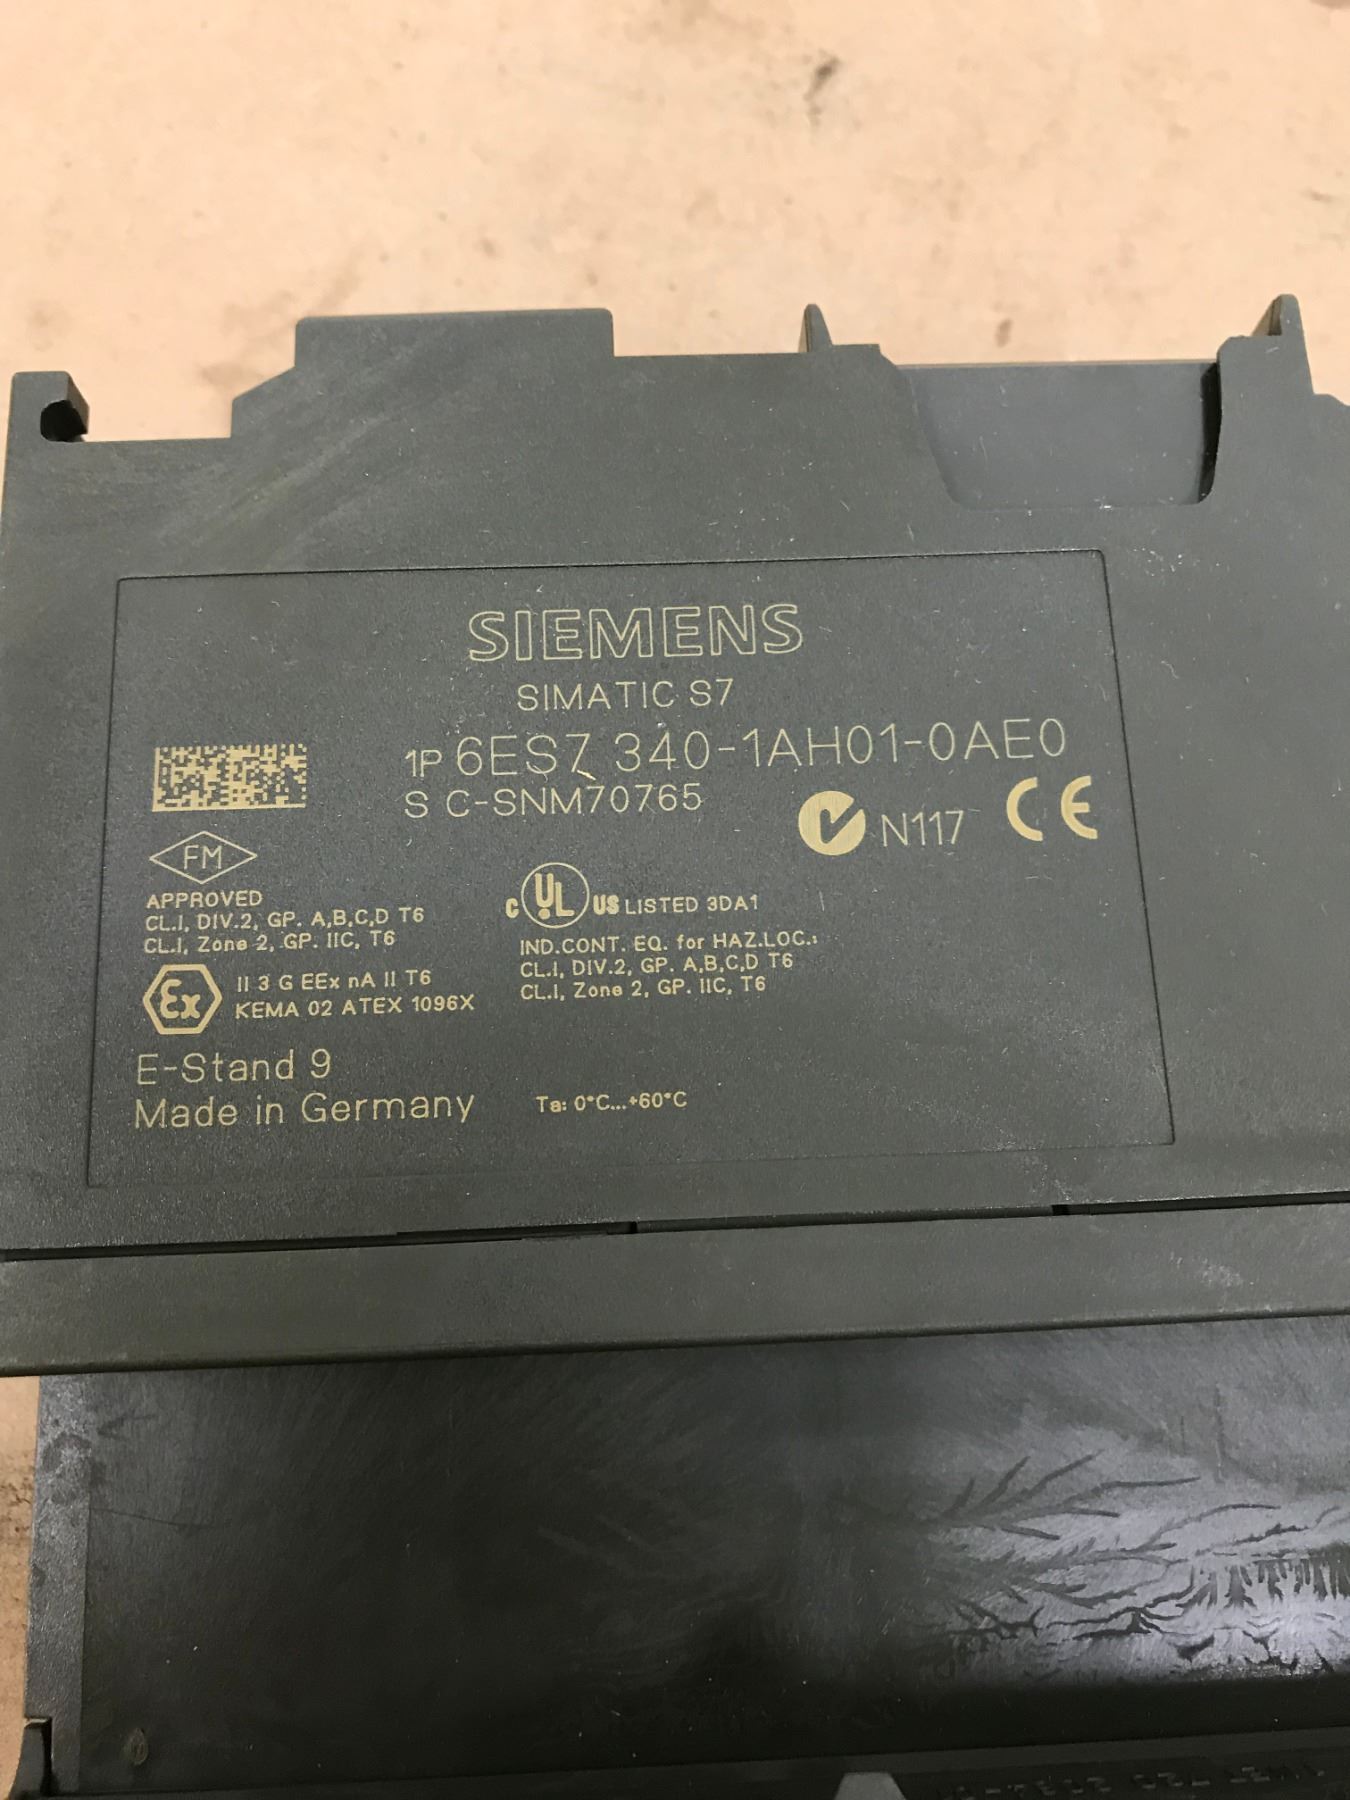 SIEMENS
SIMATIC S7
1P 6ES7 340-1AH01-0AE0
S C-SNM70765
N117 CE
FM
APPROVED
CL.I, DIV.2, GP. A,B,C,D T6
CL.I, Zone 2, GP. IIC, T6
C UL US LISTED 3DA1
IND.CONT. EQ. for HAZ.LOC.:
CL.I, DIV.2, GP. A,B,C,D T6
CL.I, Zone 2, GP. IIC, T6
Ex II 3 G EEx nA II T6
KEMA 02 ATEX 1096X
E-Stand 9
Made in Germany
Ta: 0°C...+60°C